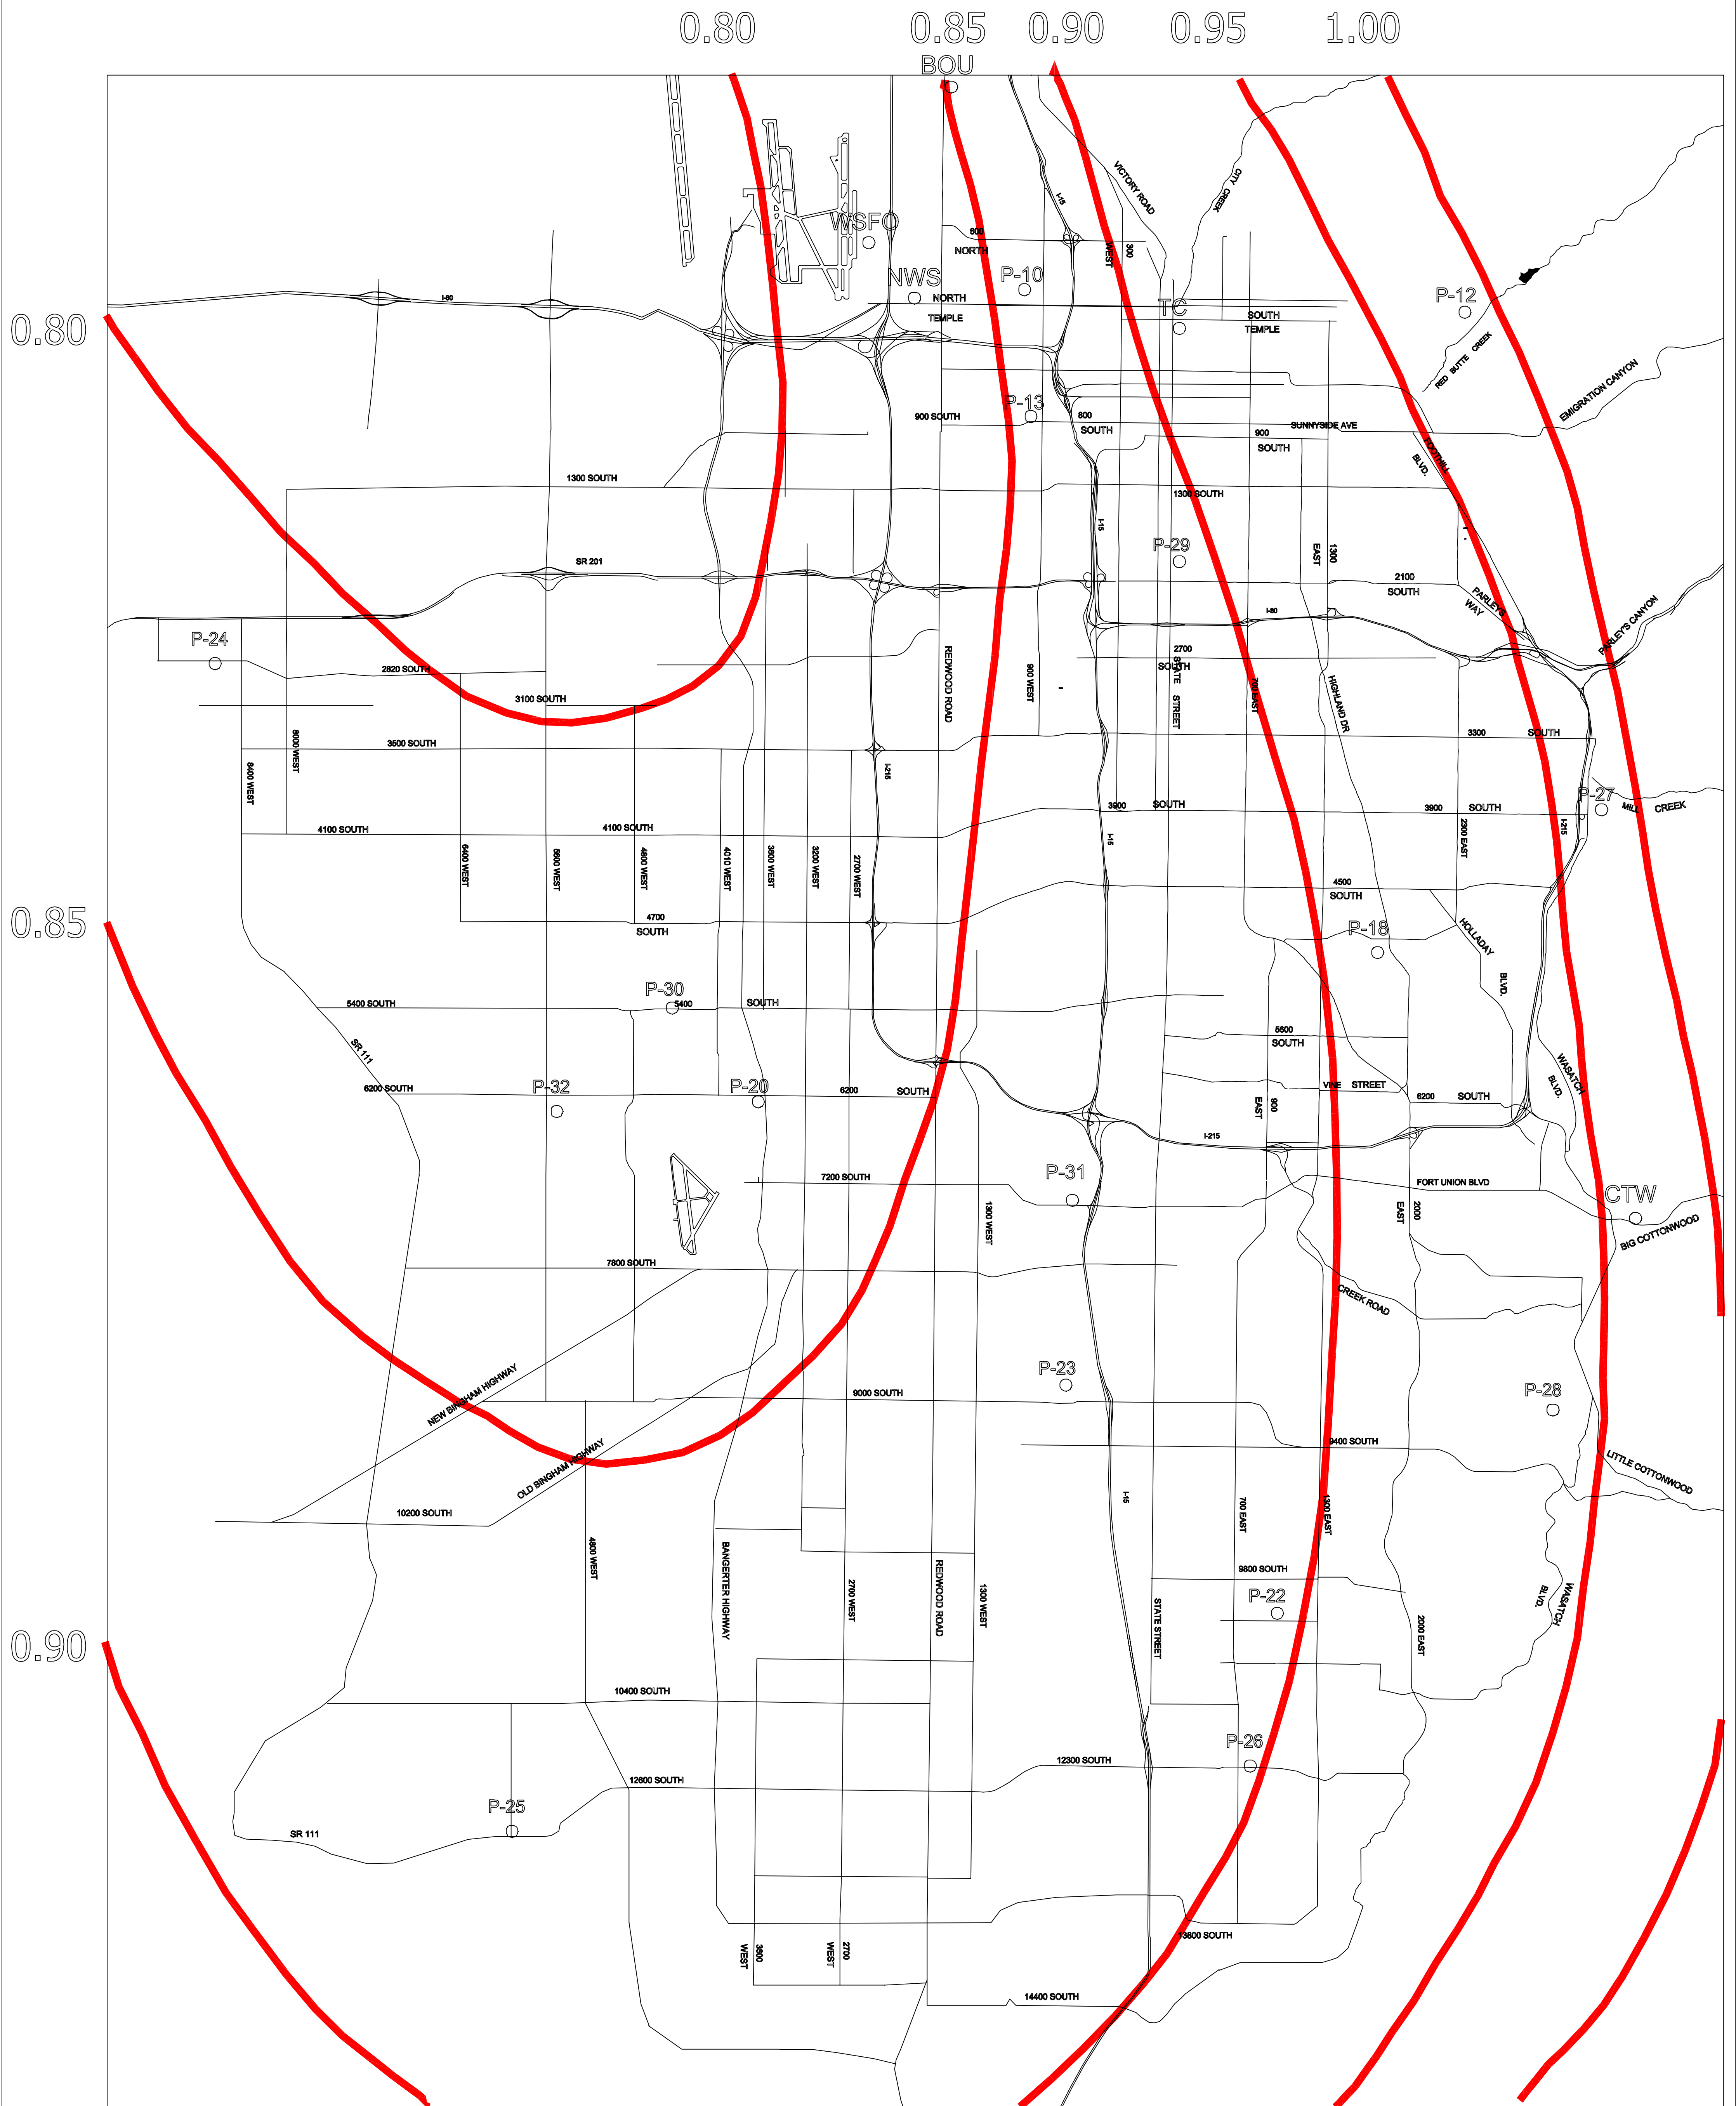 0.80
0.85
0.90
0.95
1.00
BOU
VICTORY ROAD
CITY CREEK
I-15
WSFO
600
NORTH
WEST
300
NWS
P-10
P-12
I-80
NORTH
TEMPLE
TC
SOUTH
TEMPLE
0.80
RED BUTTE CREEK
EMIGRATION CANYON
P-13
900 SOUTH
800
SOUTH
SUNNYSIDE AVE
900
SOUTH
FOOTHILL
BLVD.
1300 SOUTH
1300 SOUTH
I-15
P-29
1300
EAST
SR 201
2100
SOUTH
PARLEYS
WAY
I-80
PARLEY'S CANYON
P-24
2820 SOUTH
REDWOOD ROAD
900 WEST
2700
SOUTH
STATE STREET
700 EAST
HIGHLAND DR
3100 SOUTH
8000 WEST
3500 SOUTH
3300 SOUTH
8400 WEST
I-215
P-27
3900 SOUTH
3900 SOUTH
MILL CREEK
4100 SOUTH
4100 SOUTH
I-15
2300 EAST
I-215
6400 WEST
5600 WEST
4800 WEST
4010 WEST
3600 WEST
3200 WEST
2700 WEST
4500
SOUTH
0.85
4700
SOUTH
P-18
HOLLADAY
BLVD.
P-30
5400 SOUTH
5400 SOUTH
SR 111
5600
SOUTH
WASATCH
BLVD.
6200 SOUTH
P-32
P-20
6200 SOUTH
VINE STREET
6200 SOUTH
900
EAST
I-215
P-31
7200 SOUTH
FORT UNION BLVD
CTW
1300 WEST
2000
EAST
BIG COTTONWOOD
7800 SOUTH
CREEK ROAD
P-23
NEW BINGHAM HIGHWAY
9000 SOUTH
P-28
OLD BINGHAM HIGHWAY
9400 SOUTH
LITTLE COTTONWOOD
I-15
700 EAST
1300 EAST
10200 SOUTH
4800 WEST
BANGERTER HIGHWAY
2700 WEST
REDWOOD ROAD
1300 WEST
9800 SOUTH
P-22
STATE STREET
2000 EAST
WASATCH
BLVD.
0.90
10400 SOUTH
P-26
12300 SOUTH
12600 SOUTH
P-25
SR 111
13800 SOUTH
3600
WEST
2700
WEST
14400 SOUTH